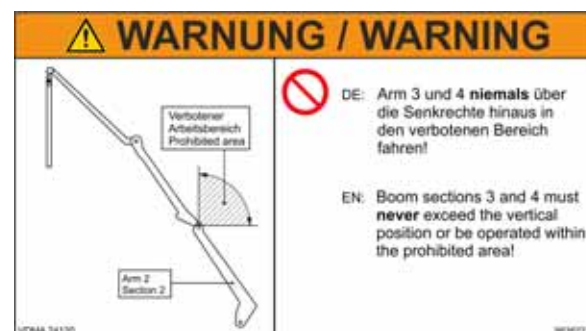 WARNUNG / WARNING
Verbotener
Arbeitsbereich
Prohibited area
Arm 2
Section 2
DE: Arm 3 und 4 niemals über
die Senkrechte hinaus in
den verbotenen Bereich
fahren!
EN: Boom sections 3 and 4 must
never exceed the vertical
position or be operated within
the prohibited area!